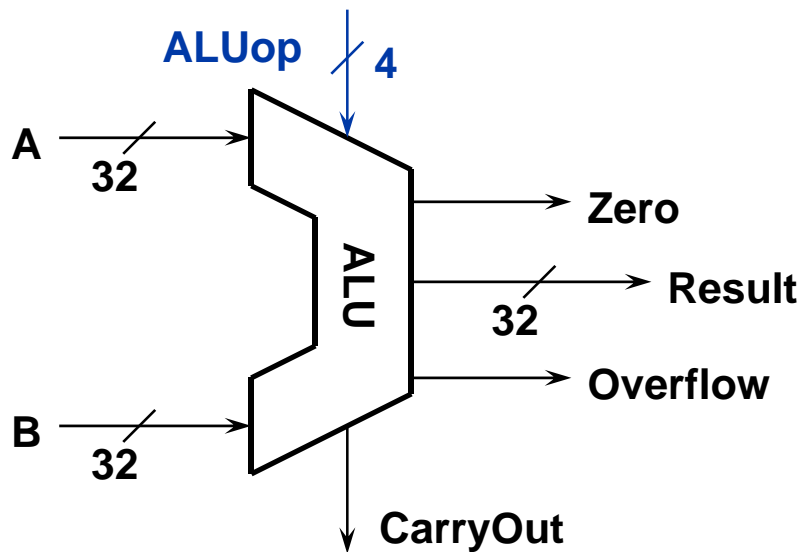 ALUop
4
A
32
Zero
ALU
Result
32
Overflow
B
32
CarryOut